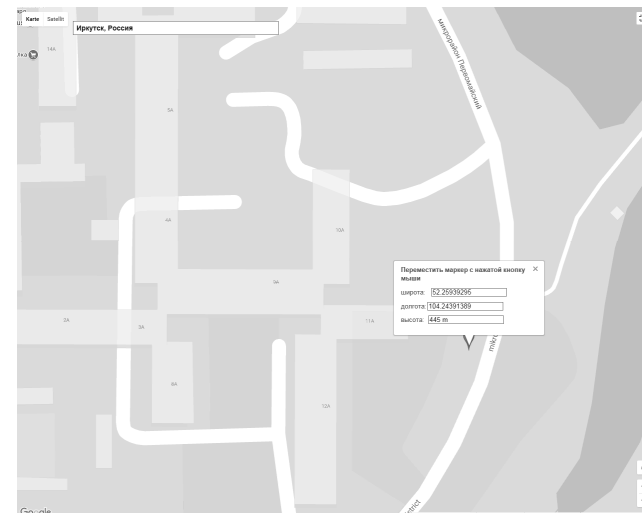 Karte Satellit
Иркутск, Россия
14А
5А
микрорайон Первомайский
4А
10А
9А
2А
3А
11А
6А
12А
Переместить маркер с нажатой кнопку
мыши
широта: 52.25939295
долгота: 104.24391389
высота: 445 m
Google